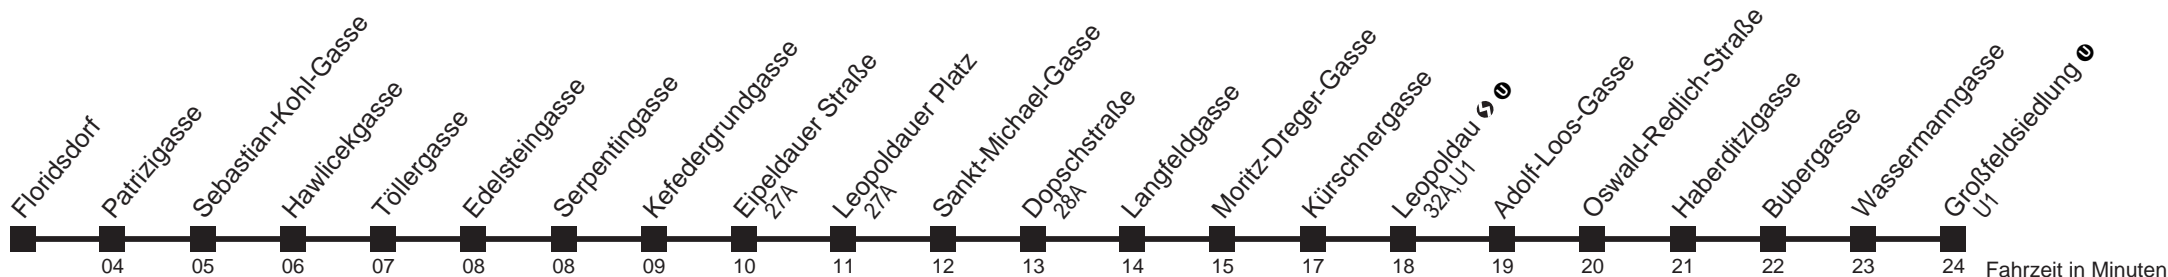 Floridsdorf
Patrizigasse
Sebastian-Kohl-Gasse
Hawlicekgasse
Töllergasse
Edelsteingasse
Serpentingasse
Kefedergrundgasse
Eipeldauer Straße
27A
Leopoldauer Platz
27A
Sankt-Michael-Gasse
Dopschstraße
28A
Langfeldgasse
Moritz-Dreger-Gasse
Kürschnergasse
Leopoldau S U
32A,U1
Adolf-Loos-Gasse
Oswald-Redlich-Straße
Haberditzlgasse
Bubergasse
Wassermanngasse
Großfeldsiedlung U
U1
04 05 06 07 08 08 09 10 11 12 13 14 15 17 18 19 20 21 22 23 24 Fahrzeit in Minuten